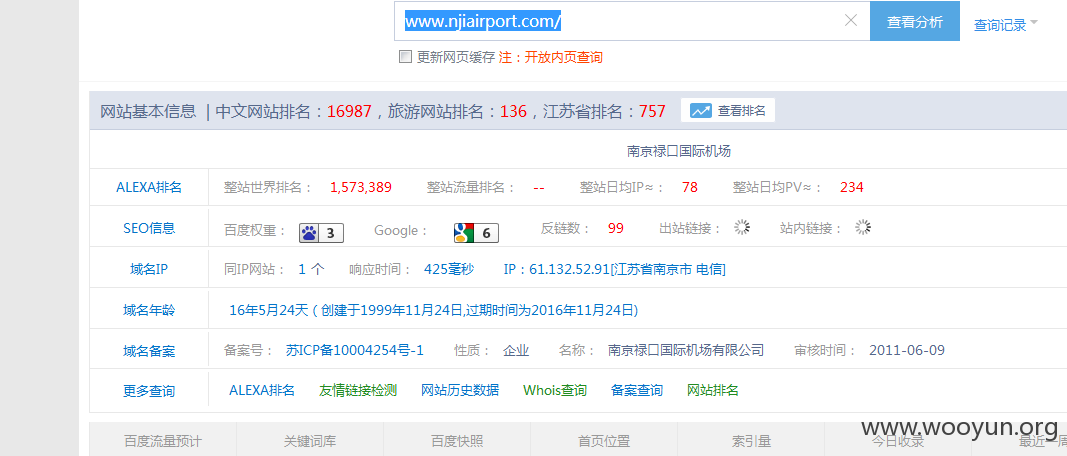 www.njiairport.com/ 查看分析 查询记录
更新网页缓存 注：开放内页查询
网站基本信息 | 中文网站排名：16987，旅游网站排名：136，江苏省排名：757 查看排名
南京禄口国际机场
ALEXA排名 整站世界排名： 1,573,389 整站流量排名： -- 整站日均IP≈： 78 整站日均PV≈： 234
SEO信息 百度权重： 3 Google： 6 反链数： 99 出站链接： 站内链接：
域名IP 同IP网站： 1 个 响应时间： 425毫秒 IP：61.132.52.91[江苏省南京市 电信]
域名年龄 16年5月24天 ( 创建于1999年11月24日,过期时间为2016年11月24日)
域名备案 备案号： 苏ICP备10004254号-1 性质： 企业 名称： 南京禄口国际机场有限公司 审核时间： 2011-06-09
更多查询 ALEXA排名 友情链接检测 网站历史数据 Whois查询 备案查询 网站排名
百度流量预计 关键词库 百度快照 首页位置 索引量 今日收录 最近一周
www.wooyun.org